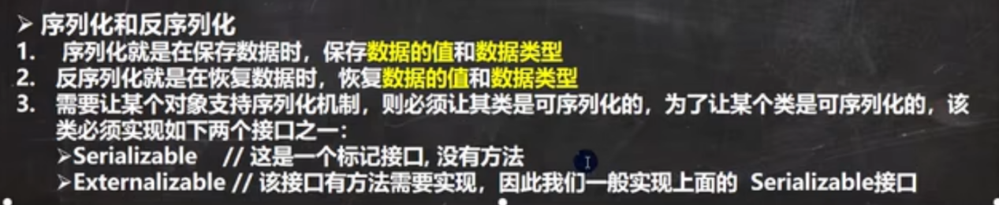 ➢ 序列化和反序列化
1. 序列化就是在保存数据时，保存数据的值和数据类型
2. 反序列化就是在恢复数据时，恢复数据的值和数据类型
3. 需要让某个对象支持序列化机制，则必须让其类是可序列化的，为了让某个类是可序列化的，该
类必须实现如下两个接口之一：
➢Serializable // 这是一个标记接口, 没有方法
➢Externalizable // 该接口有方法需要实现，因此我们一般实现上面的 Serializable接口